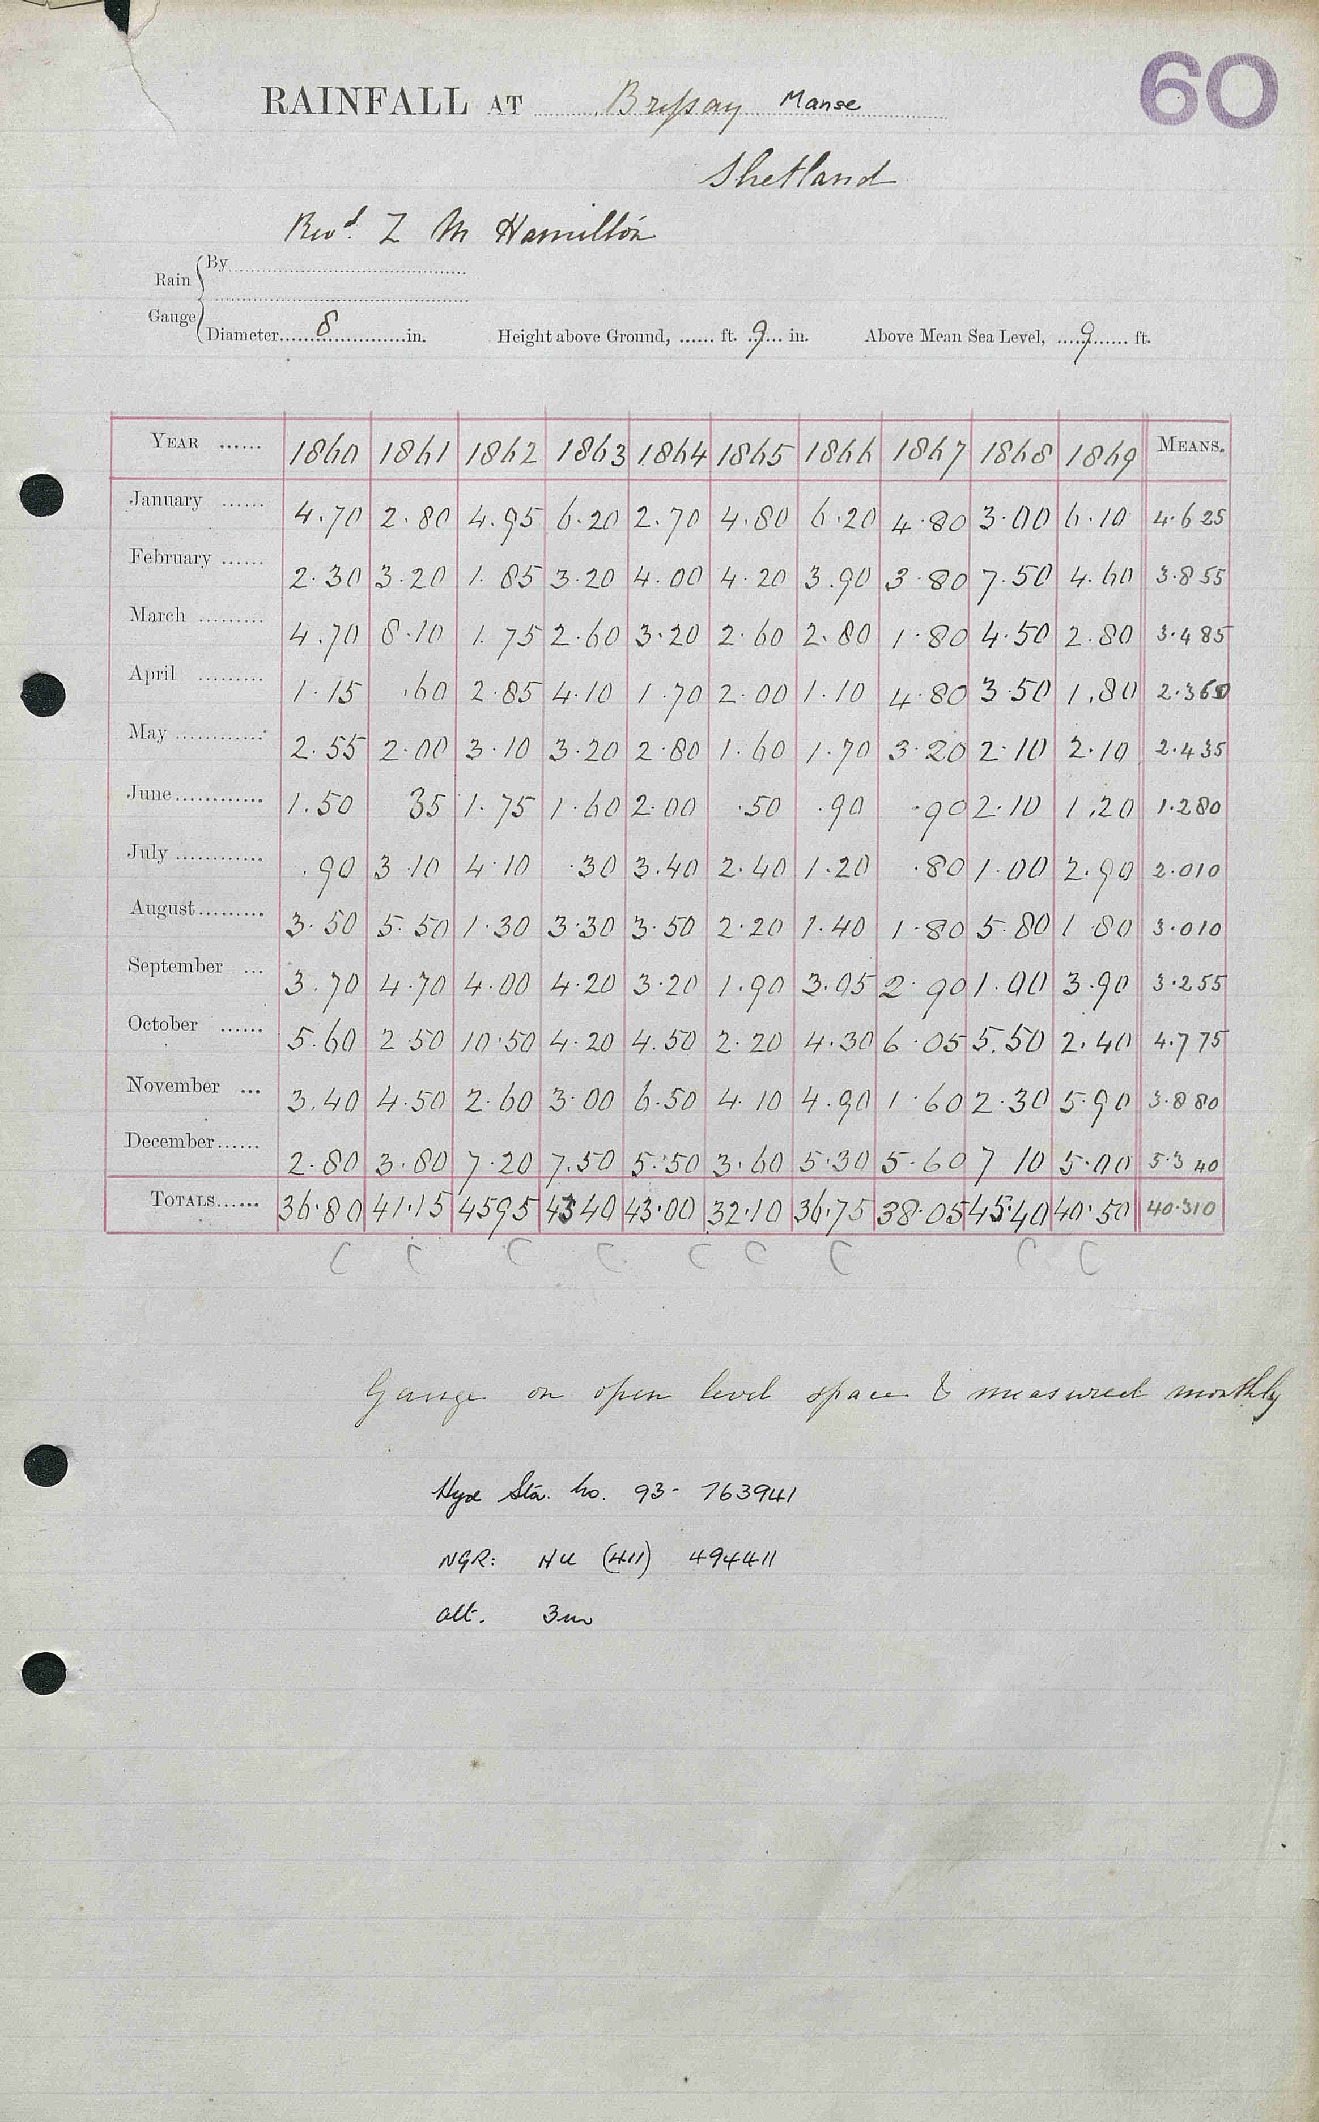 60
RAINFALL AT Bressay Manse
Shetland
Revd. Z M Hamilton
Rain Gauge { By
Diameter 8 in. Height above Ground, ...... ft. 9 in. Above Mean Sea Level, 9 ft.
YEAR ...... 1860 1861 1862 1863 1864 1865 1866 1867 1868 1869 MEANS.
January ...... 4.70 2.80 4.95 6.20 2.70 4.80 6.20 4.80 3.00 6.10 4.625
February ...... 2.30 3.20 1.85 3.20 4.00 4.20 3.90 3.80 7.50 4.60 3.855
March ......... 4.70 8.10 1.75 2.60 3.20 2.60 2.80 1.80 4.50 2.80 3.485
April ......... 1.15 .60 2.85 4.10 1.70 2.00 1.10 4.80 3.50 1.80 2.360
May ............ 2.55 2.00 3.10 3.20 2.80 1.60 1.70 3.20 2.10 2.10 2.435
June............ 1.50 35 1.75 1.60 2.00 .50 .90 .90 2.10 1.20 1.280
July ............ .90 3 10 4.10 .30 3.40 2.40 1.20 .80 1.00 2.90 2.010
August......... 3.50 5.50 1.30 3.30 3.50 2.20 1.40 1.80 5.80 1 80 3.010
September ... 3.70 4.70 4.00 4.20 3.20 1.90 3.05 2.90 1.00 3.90 3.255
October ...... 5.60 2 50 10.50 4.20 4.50 2.20 4.30 6.05 5.50 2.40 4.775
November ... 3.40 4.50 2.60 3.00 6.50 4.10 4.90 1.60 2.30 5.90 3.880
December...... 2.80 3.80 7.20 7.50 5.50 3.60 5.30 5.60 7 10 5.00 5.340
TOTALS...... 36.80 41.15 4595 43 40 43.00 32.10 36.75 38.05 45.40 40.50 40.310
C C C C C C C C C
Gauge on open level space & measured monthly
Hyd Sta. No. 93- 763941
NGR: HU (411) 494411
alt. 3m